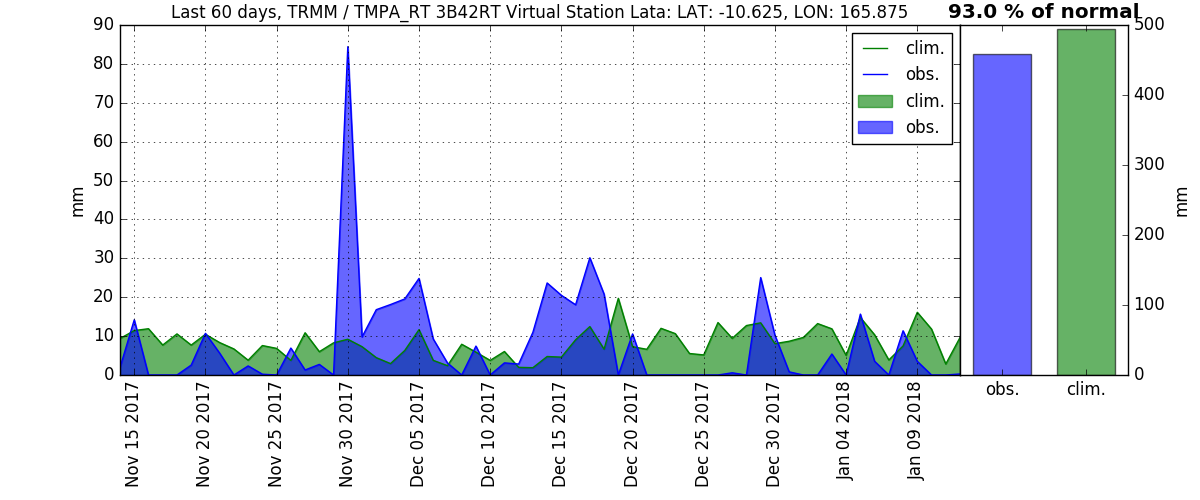 Last 60 days, TRMM / TMPA_RT 3B42RT Virtual Station Lata: LAT: -10.625, LON: 165.875
93.0 % of normal
90
80
70
60
50
40
30
20
10
0
mm
clim.
obs.
clim.
obs.
500
400
300
200
100
0
mm
Nov 15 2017
Nov 20 2017
Nov 25 2017
Nov 30 2017
Dec 05 2017
Dec 10 2017
Dec 15 2017
Dec 20 2017
Dec 25 2017
Dec 30 2017
Jan 04 2018
Jan 09 2018
obs.
clim.